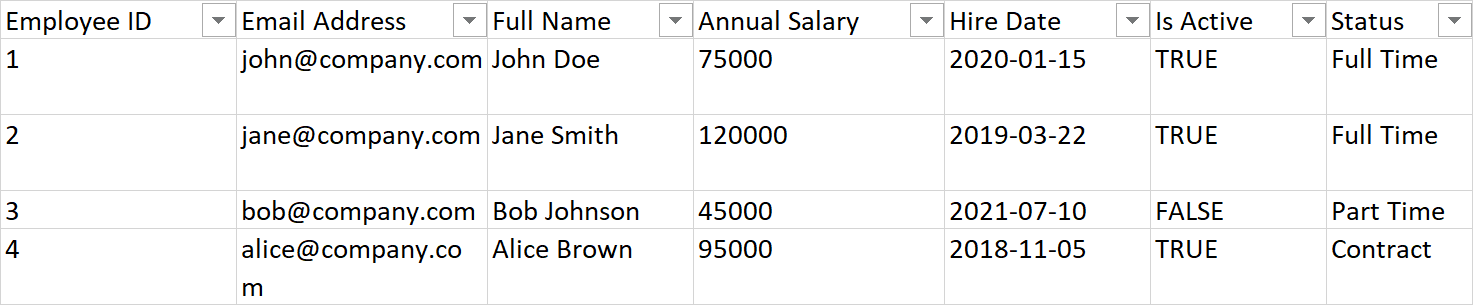 Employee ID Email Address Full Name Annual Salary Hire Date Is Active Status
1 john@company.com John Doe 75000 2020-01-15 TRUE Full Time
2 jane@company.com Jane Smith 120000 2019-03-22 TRUE Full Time
3 bob@company.com Bob Johnson 45000 2021-07-10 FALSE Part Time
4 alice@company.co Alice Brown 95000 2018-11-05 TRUE Contract
m